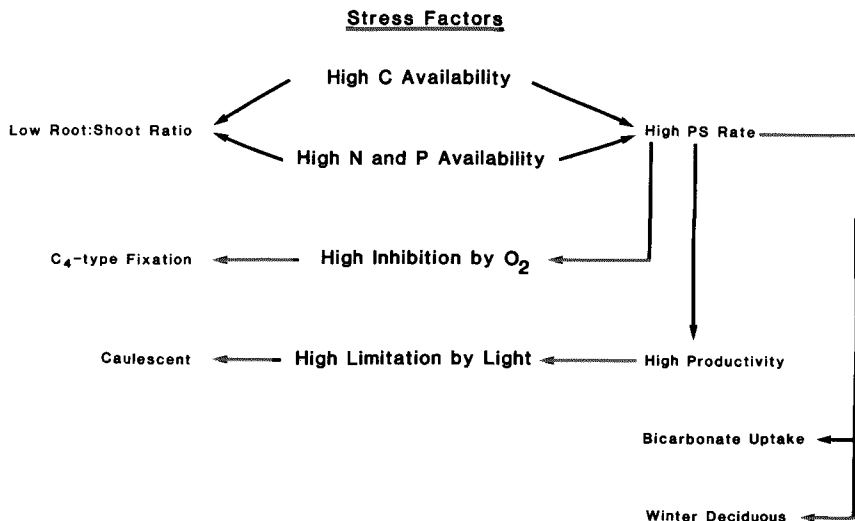 Stress Factors
High C Availability
Low Root:Shoot Ratio
High PS Rate
High N and P Availability
C4-type Fixation
High Inhibition by O2
Caulescent
High Limitation by Light
High Productivity
Bicarbonate Uptake
Winter Deciduous